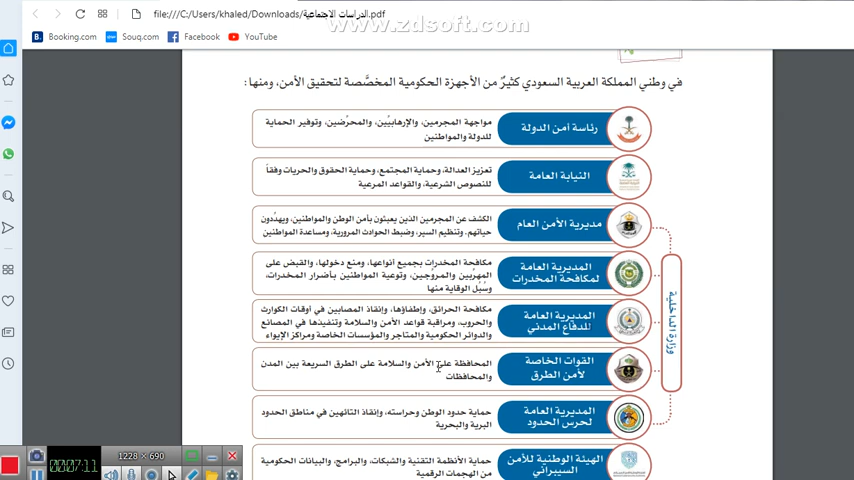 file:///C:/Users/khaled/Downloads/الدراسات الاجتماعية.pdf
www.zdsoft.com
Booking.com
Souq.com
Facebook
YouTube
في وطني المملكة العربية السعودي كثيرٌ من الأجهزة الحكومية المخصَّصة لتحقيق الأمن، ومنها:
رئاسة أمن الدولة
مواجهة المجرمين، والإرهابيّين، والمحرّضين، وتوفير الحماية
للدولة والمواطنين
النيابة العامة
تعزيز العدالة، وحماية المجتمع، وحماية الحقوق والحريات وفقاً
للنصوص الشرعية، والقواعد المرعية
مديرية الأمن العام
الكشف عن المجرمين الذين يعبثون بأمن الوطن والمواطنين، ويهدّدون
حياتهم. وتنظيم السير، وضبط الحوادث المرورية، ومساعدة المواطنين
المديرية العامة
لمكافحة المخدرات
مكافحة المخدرات بجميع أنواعها، ومنع دخولها، والقبض على
المهرّبين والمروّجين، وتوعية المواطنين بأضرار المخدرات،
وسُبُل الوقاية منها
المديرية العامة
للدفاع المدني
مكافحة الحرائق، وإطفاؤها، وإنقاذ المصابين في أوقات الكوارث
والحروب، ومراقبة قواعد الأمن والسلامة وتنفيذها في المصانع
والدوائر الحكومية والمتاجر والمؤسسات الخاصة ومراكز الإيواء
القوات الخاصة
لأمن الطرق
المحافظة على الأمن والسلامة على الطرق السريعة بين المدن
والمحافظات
المديرية العامة
لحرس الحدود
حماية حدود الوطن وحراسته، وإنقاذ التائهين في مناطق الحدود
البرية والبحرية
الهيئة الوطنية للأمن
السيبراني
حماية الأنظمة التقنية والشبكات، والبرامج، والبيانات الحكومية
من الهجمات الرقمية
وزارة الداخلية
1228 × 690
00:07:11